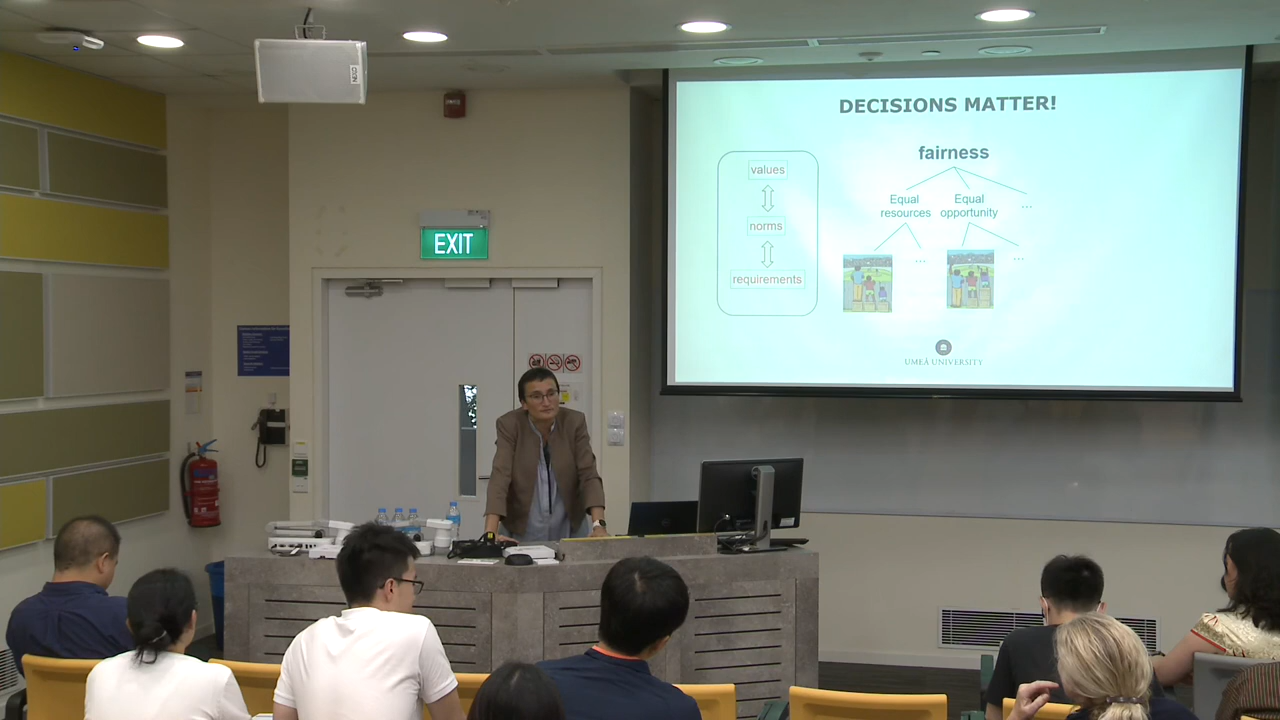 DECISIONS MATTER!
fairness
values
norms
requirements
Equal
resources
Equal
opportunity
...
...
...
UMEÅ UNIVERSITY
EXIT